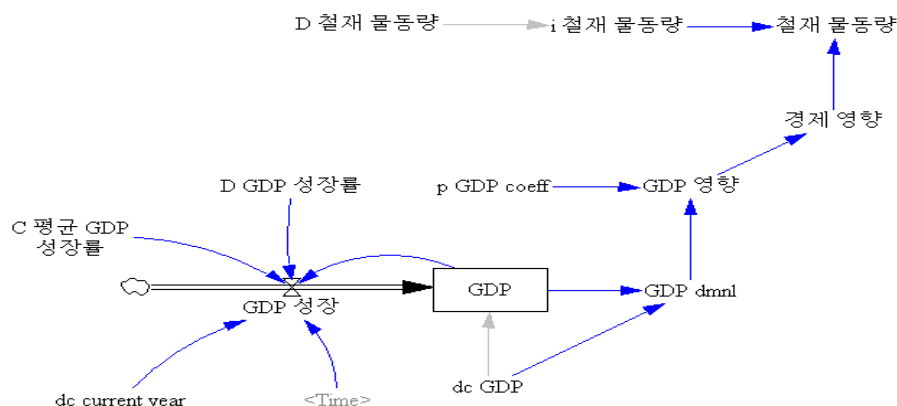 D 철재 물동량
i 철재 물동량
철재 물동량
경제 영향
D GDP 성장률
p GDP coeff
GDP 영향
C 평균 GDP
성장률
GDP
GDP dmnl
GDP 성장
dc GDP
dc current year
<Time>